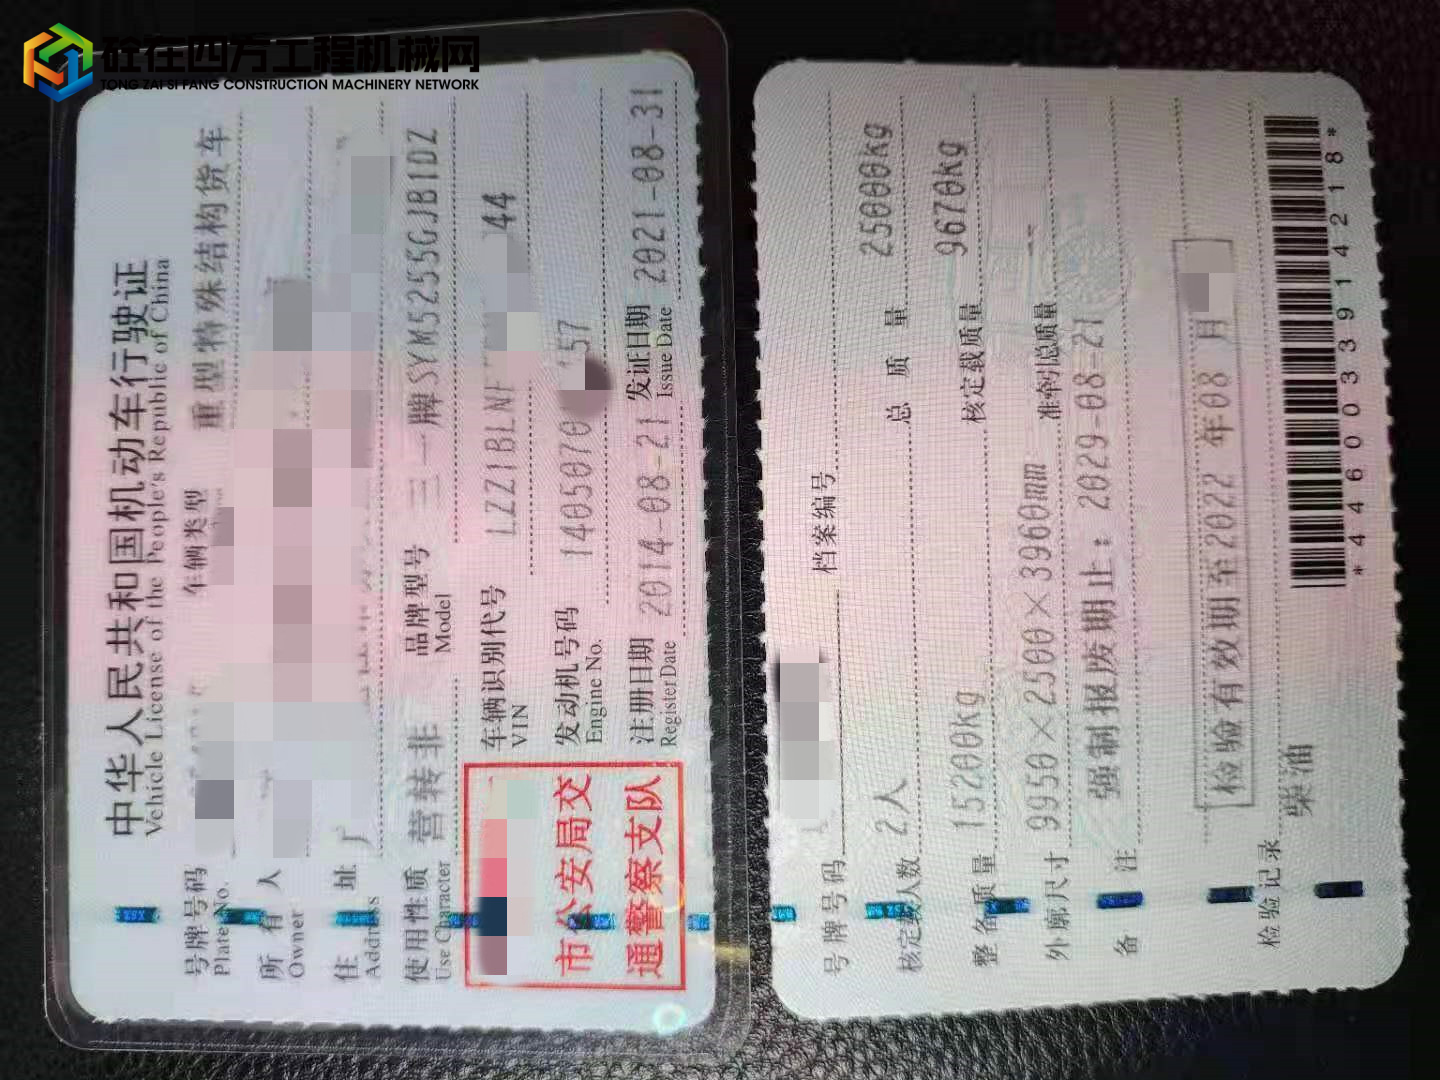 砼在四方工程机械网
TONG ZAI SI FANG CONSTRUCTION MACHINERY NETWORK
中华人民共和国机动车行驶证
Vehicle License of the People's Republic of China
号牌号码 车辆类型 重型特殊结构货车
Plate No.
所有人
Owner
住址
Address
使用性质 营转非 品牌型号 三一牌SYM5255GJB1DZ
Use Character Model
车辆识别代号 LZZ1BLNF 44
VIN
发动机号码 14050720 57
Engine No.
注册日期 2014-08-21 发证日期 2021-08-31
Register Date Issue Date
市公安局交
通警察支队
号牌号码 档案编号
核定载人数 2人 总质量 25000kg
整备质量 15200kg 核定载质量 9670kg
外廓尺寸 9950×2500×3960mm 准牵引总质量 --
备注 强制报废期止：2029-08-21
检验有效期至2022年08月
检验记录
柴油
*446003914218*